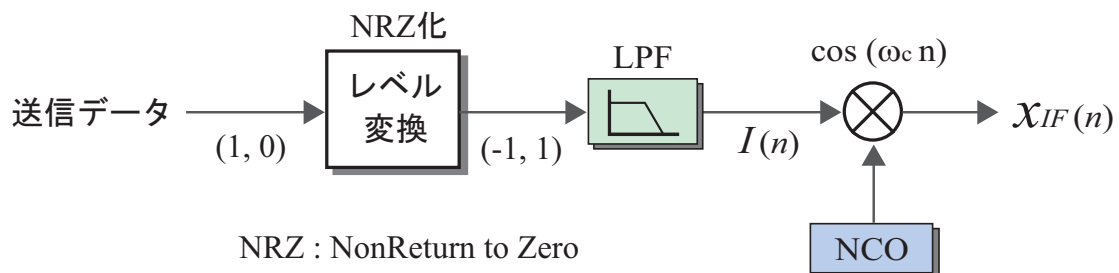 NRZ化
LPF
cos (ωc n)
送信データ
レベル
変換
(1, 0)
(-1, 1)
I (n)
xIF (n)
NRZ : NonReturn to Zero
NCO